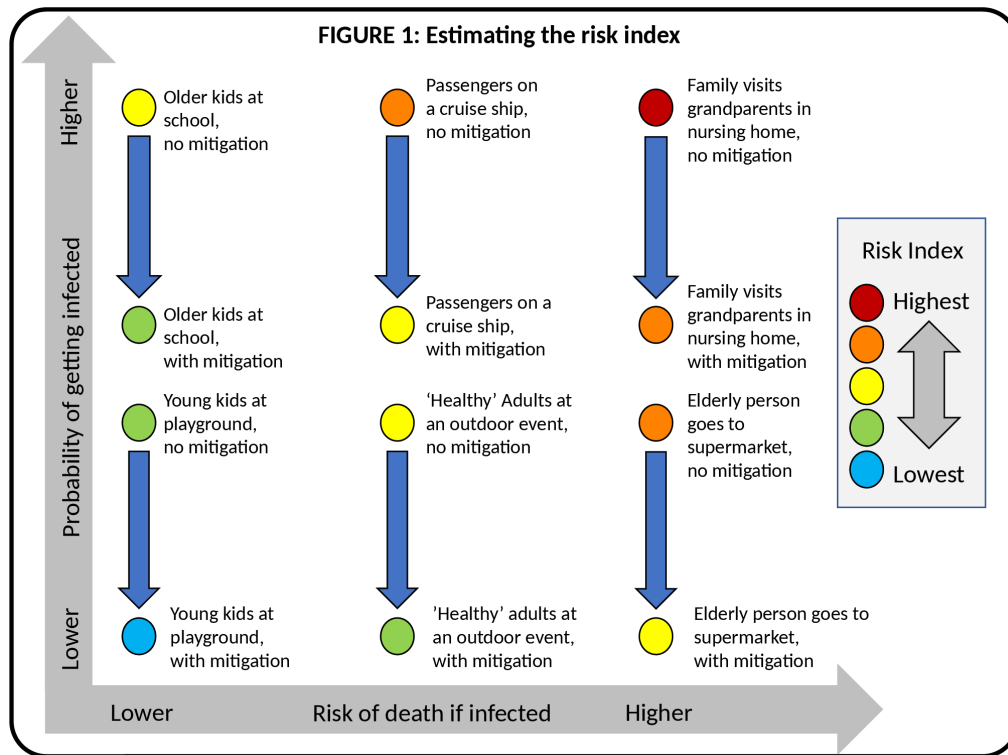 FIGURE 1: Estimating the risk index
Higher
Probability of getting infected
Lower
Older kids at
school,
no mitigation
Passengers on
a cruise ship,
no mitigation
Family visits
grandparents in
nursing home,
no mitigation
Older kids at
school,
with mitigation
Passengers on a
cruise ship,
with mitigation
Family visits
grandparents in
nursing home,
with mitigation
Young kids at
playground,
no mitigation
‘Healthy’ Adults at
an outdoor event,
no mitigation
Elderly person
goes to
supermarket,
no mitigation
Young kids at
playground,
with mitigation
’Healthy’ adults at
an outdoor event,
with mitigation
Elderly person goes to
supermarket,
with mitigation
Risk Index
Highest
Lowest
Lower
Risk of death if infected
Higher